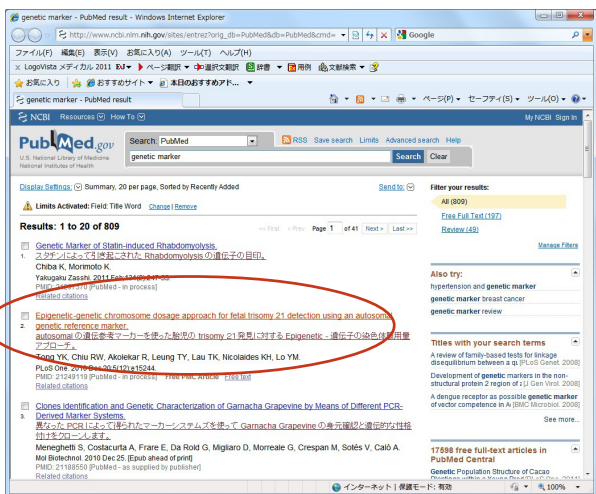 genetic marker - PubMed result - Windows Internet Explorer
http://www.ncbi.nlm.nih.gov/sites/entrez?orig_db=PubMed&db=PubMed&cmd= Google
ファイル(F) 編集(E) 表示(V) お気に入り(A) ツール(T) ヘルプ(H)
x LogoVista メディカル 2011 ページ翻訳 選択文翻訳 辞書 用例 文献検索
お気に入り おすすめサイト 本日のおすすめアド...
genetic marker - PubMed result ページ(P) セーフティ(S) ツール(O)
NCBI Resources How To My NCBI Sign In
PubMed.gov
U.S. National Library of Medicine
National Institutes of Health
Search: PubMed RSS Save search Limits Advanced search Help
genetic marker Search Clear
Display Settings: Summary, 20 per page, Sorted by Recently Added Send to:
Limits Activated: Field: Title Word Change | Remove
Results: 1 to 20 of 809 << First < Prev Page 1 of 41 Next > Last >>
Genetic Marker of Statin-induced Rhabdomyolysis.
1. スタチンによって引き起こされた Rhabdomyolysis の遺伝子の目印。
Chiba K, Morimoto K.
Yakugaku Zasshi. 2011
[PubMed - in process]
Related citations
Epigenetic-genetic chromosome dosage approach for fetal trisomy 21 detection using an autosomal
2. genetic reference marker.
autosomal の遺伝参考マーカーを使った胎児の trisomy 21 発見に対する Epigenetic - 遺伝子の染色体服用量
アプローチ。
Tong YK, Chiu RW, Akolekar R, Leung TY, Lau TK, Nicolaides KH, Lo YM.
PLoS One. 2010 Dec 20;5(12):e15244.
PMID: 21249119 [PubMed - in process] Free PMC Article Free text
Related citations
Clones Identification and Genetic Characterization of Garnacha Grapevine by Means of Different PCR-
3. Derived Marker Systems.
異なった PCR によって得られたマーカーシステムズを使って Garnacha Grapevine の身元確認と遺伝的な性格
付けをクローンします。
Meneghetti S, Costacurta A, Frare E, Da Rold G, Migliaro D, Morreale G, Crespan M, Sotés V, Calò A.
Mol Biotechnol. 2010 Dec 25. [Epub ahead of print]
PMID: 21188550 [PubMed - as supplied by publisher]
Related citations
Filter your results:
All (809)
Free Full Text (197)
Review (49)
Manage Filters
Also try:
hypertension and genetic marker
genetic marker breast cancer
genetic marker review
Titles with your search terms
A review of family-based tests for linkage
disequilibrium between a qu [PLoS Genet. 2008]
Development of genetic markers in the non-
structural protein 2 region of [J Gen Virol. 2008]
A dengue receptor as possible genetic marker
of vector competence in A [BMC Microbiol. 2008]
See more...
17598 free full-text articles in
PubMed Central
Genetic Population Structure of Cacao
インターネット | 保護モード: 有効 100%